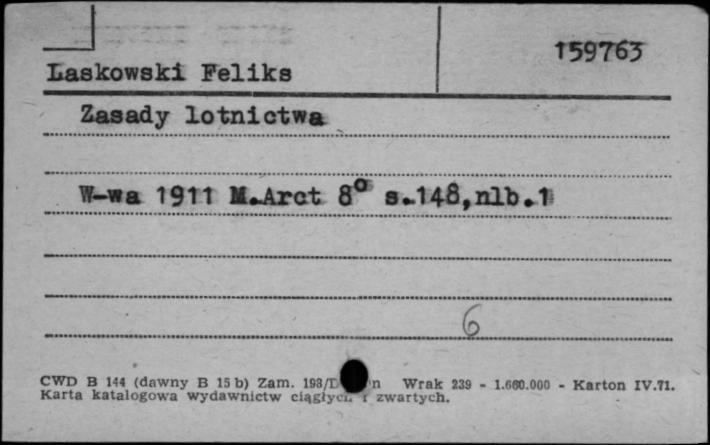 159763
Laskowski Feliks
Zasady lotnictwa
W-wa 1911 M.Arct 8° s.148,nlb.1
6
CWD B 144 (dawny B 15 b) Zam. 193/D n Wrak 239 - 1.660.000 - Karton IV.71.
Karta katalogowa wydawnictw ciągłych i zwartych.